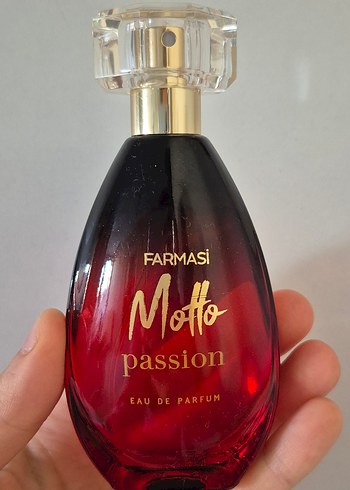 FARMASİ
Motto
passion
EAU DE PARFUM